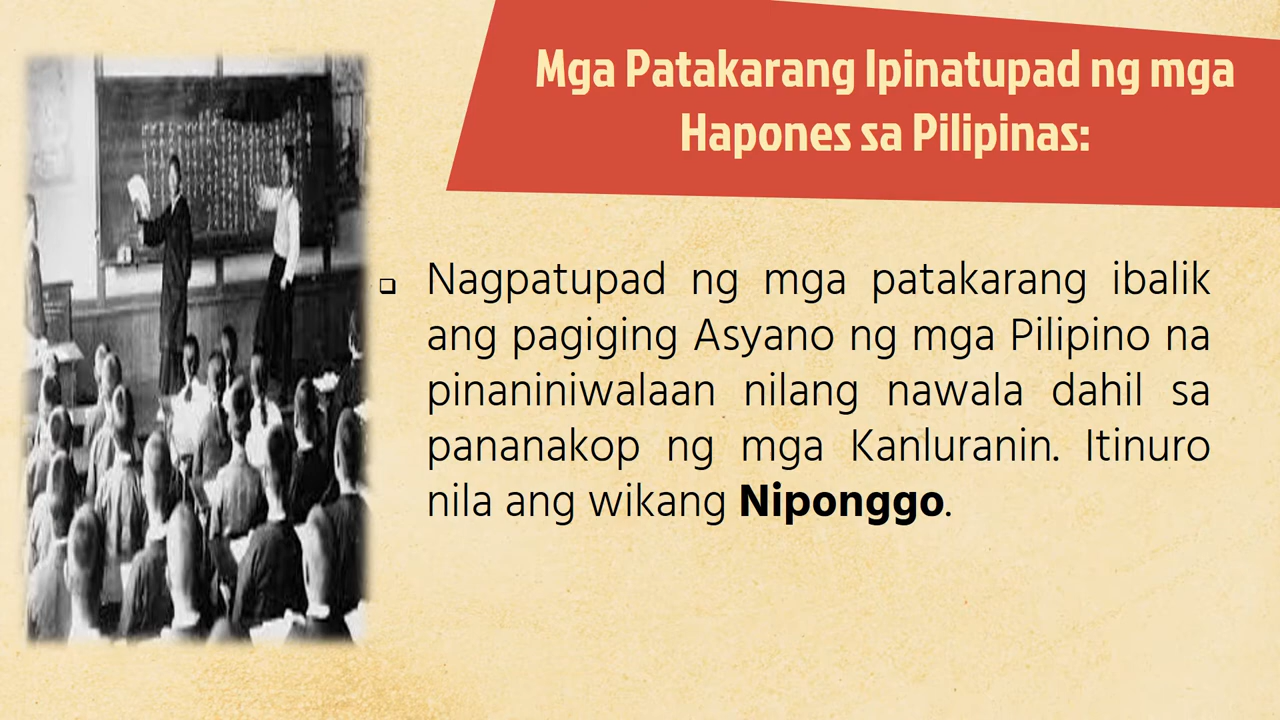 Mga Patakarang Ipinatupad ng mga
Hapones sa Pilipinas:
Nagpatupad ng mga patakarang ibalik
ang pagiging Asyano ng mga Pilipino na
pinaniniwalaan nilang nawala dahil sa
pananakop ng mga Kanluranin. Itinuro
nila ang wikang Niponggo.